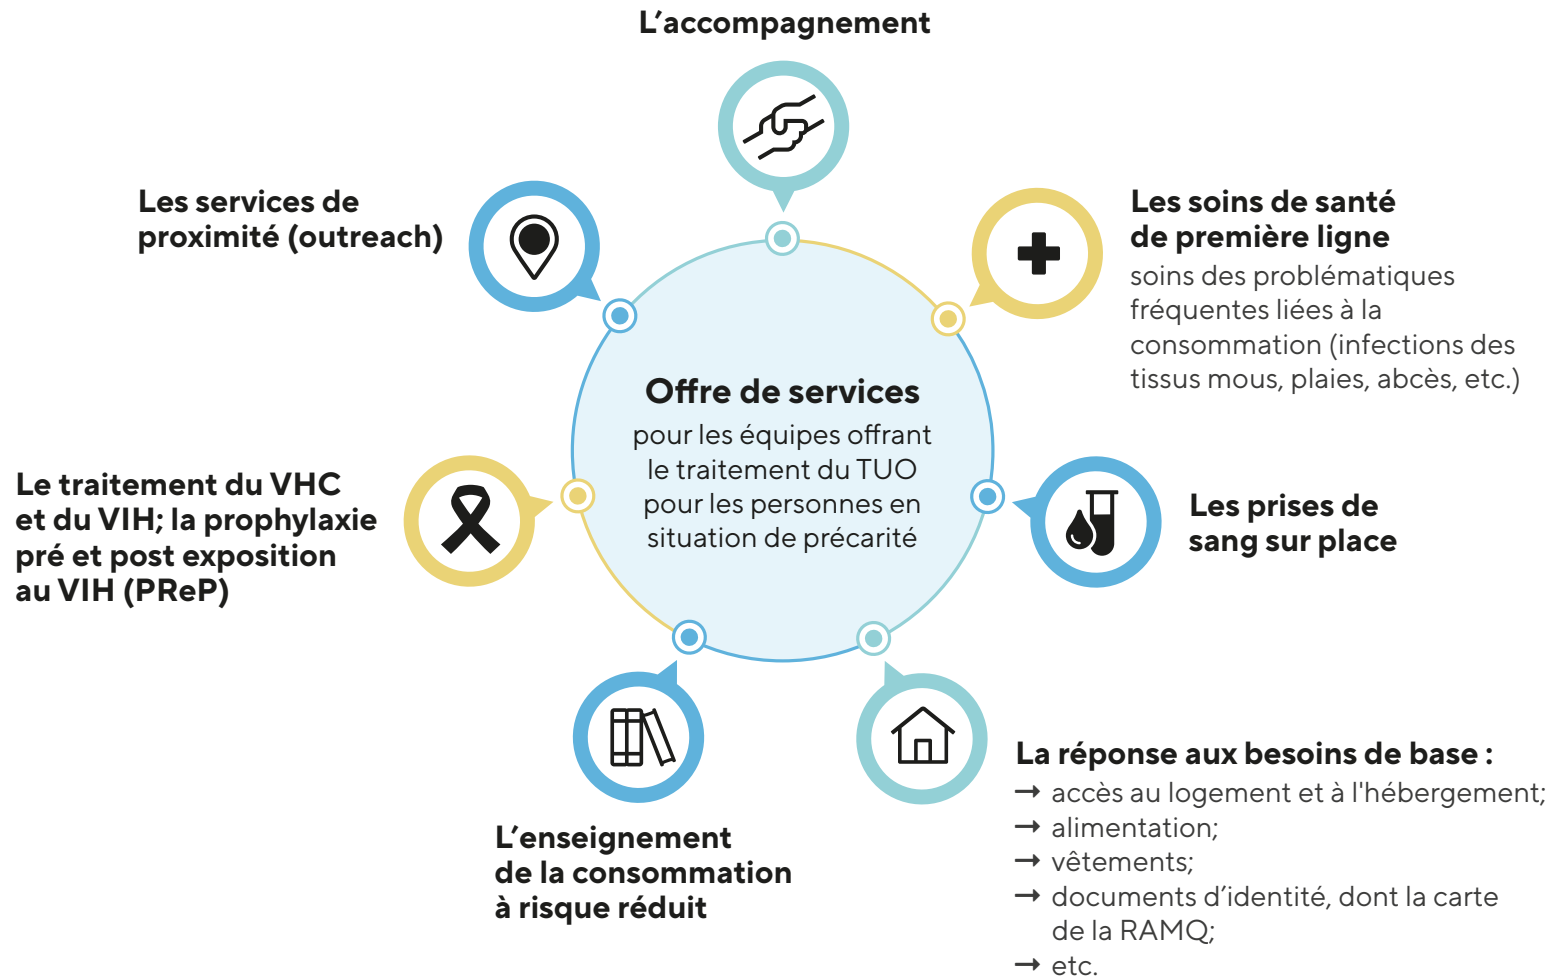 L’accompagnement
Les services de
proximité (outreach)
Les soins de santé
de première ligne
soins des problématiques
fréquentes liées à la
consommation (infections des
tissus mous, plaies, abcès, etc.)
Offre de services
pour les équipes offrant
le traitement du TUO
pour les personnes en
situation de précarité
Le traitement du VHC
et du VIH; la prophylaxie
pré et post exposition
au VIH (PReP)
Les prises de
sang sur place
L’enseignement
de la consommation
à risque réduit
La réponse aux besoins de base :
→ accès au logement et à l'hébergement;
→ alimentation;
→ vêtements;
→ documents d’identité, dont la carte
de la RAMQ;
→ etc.